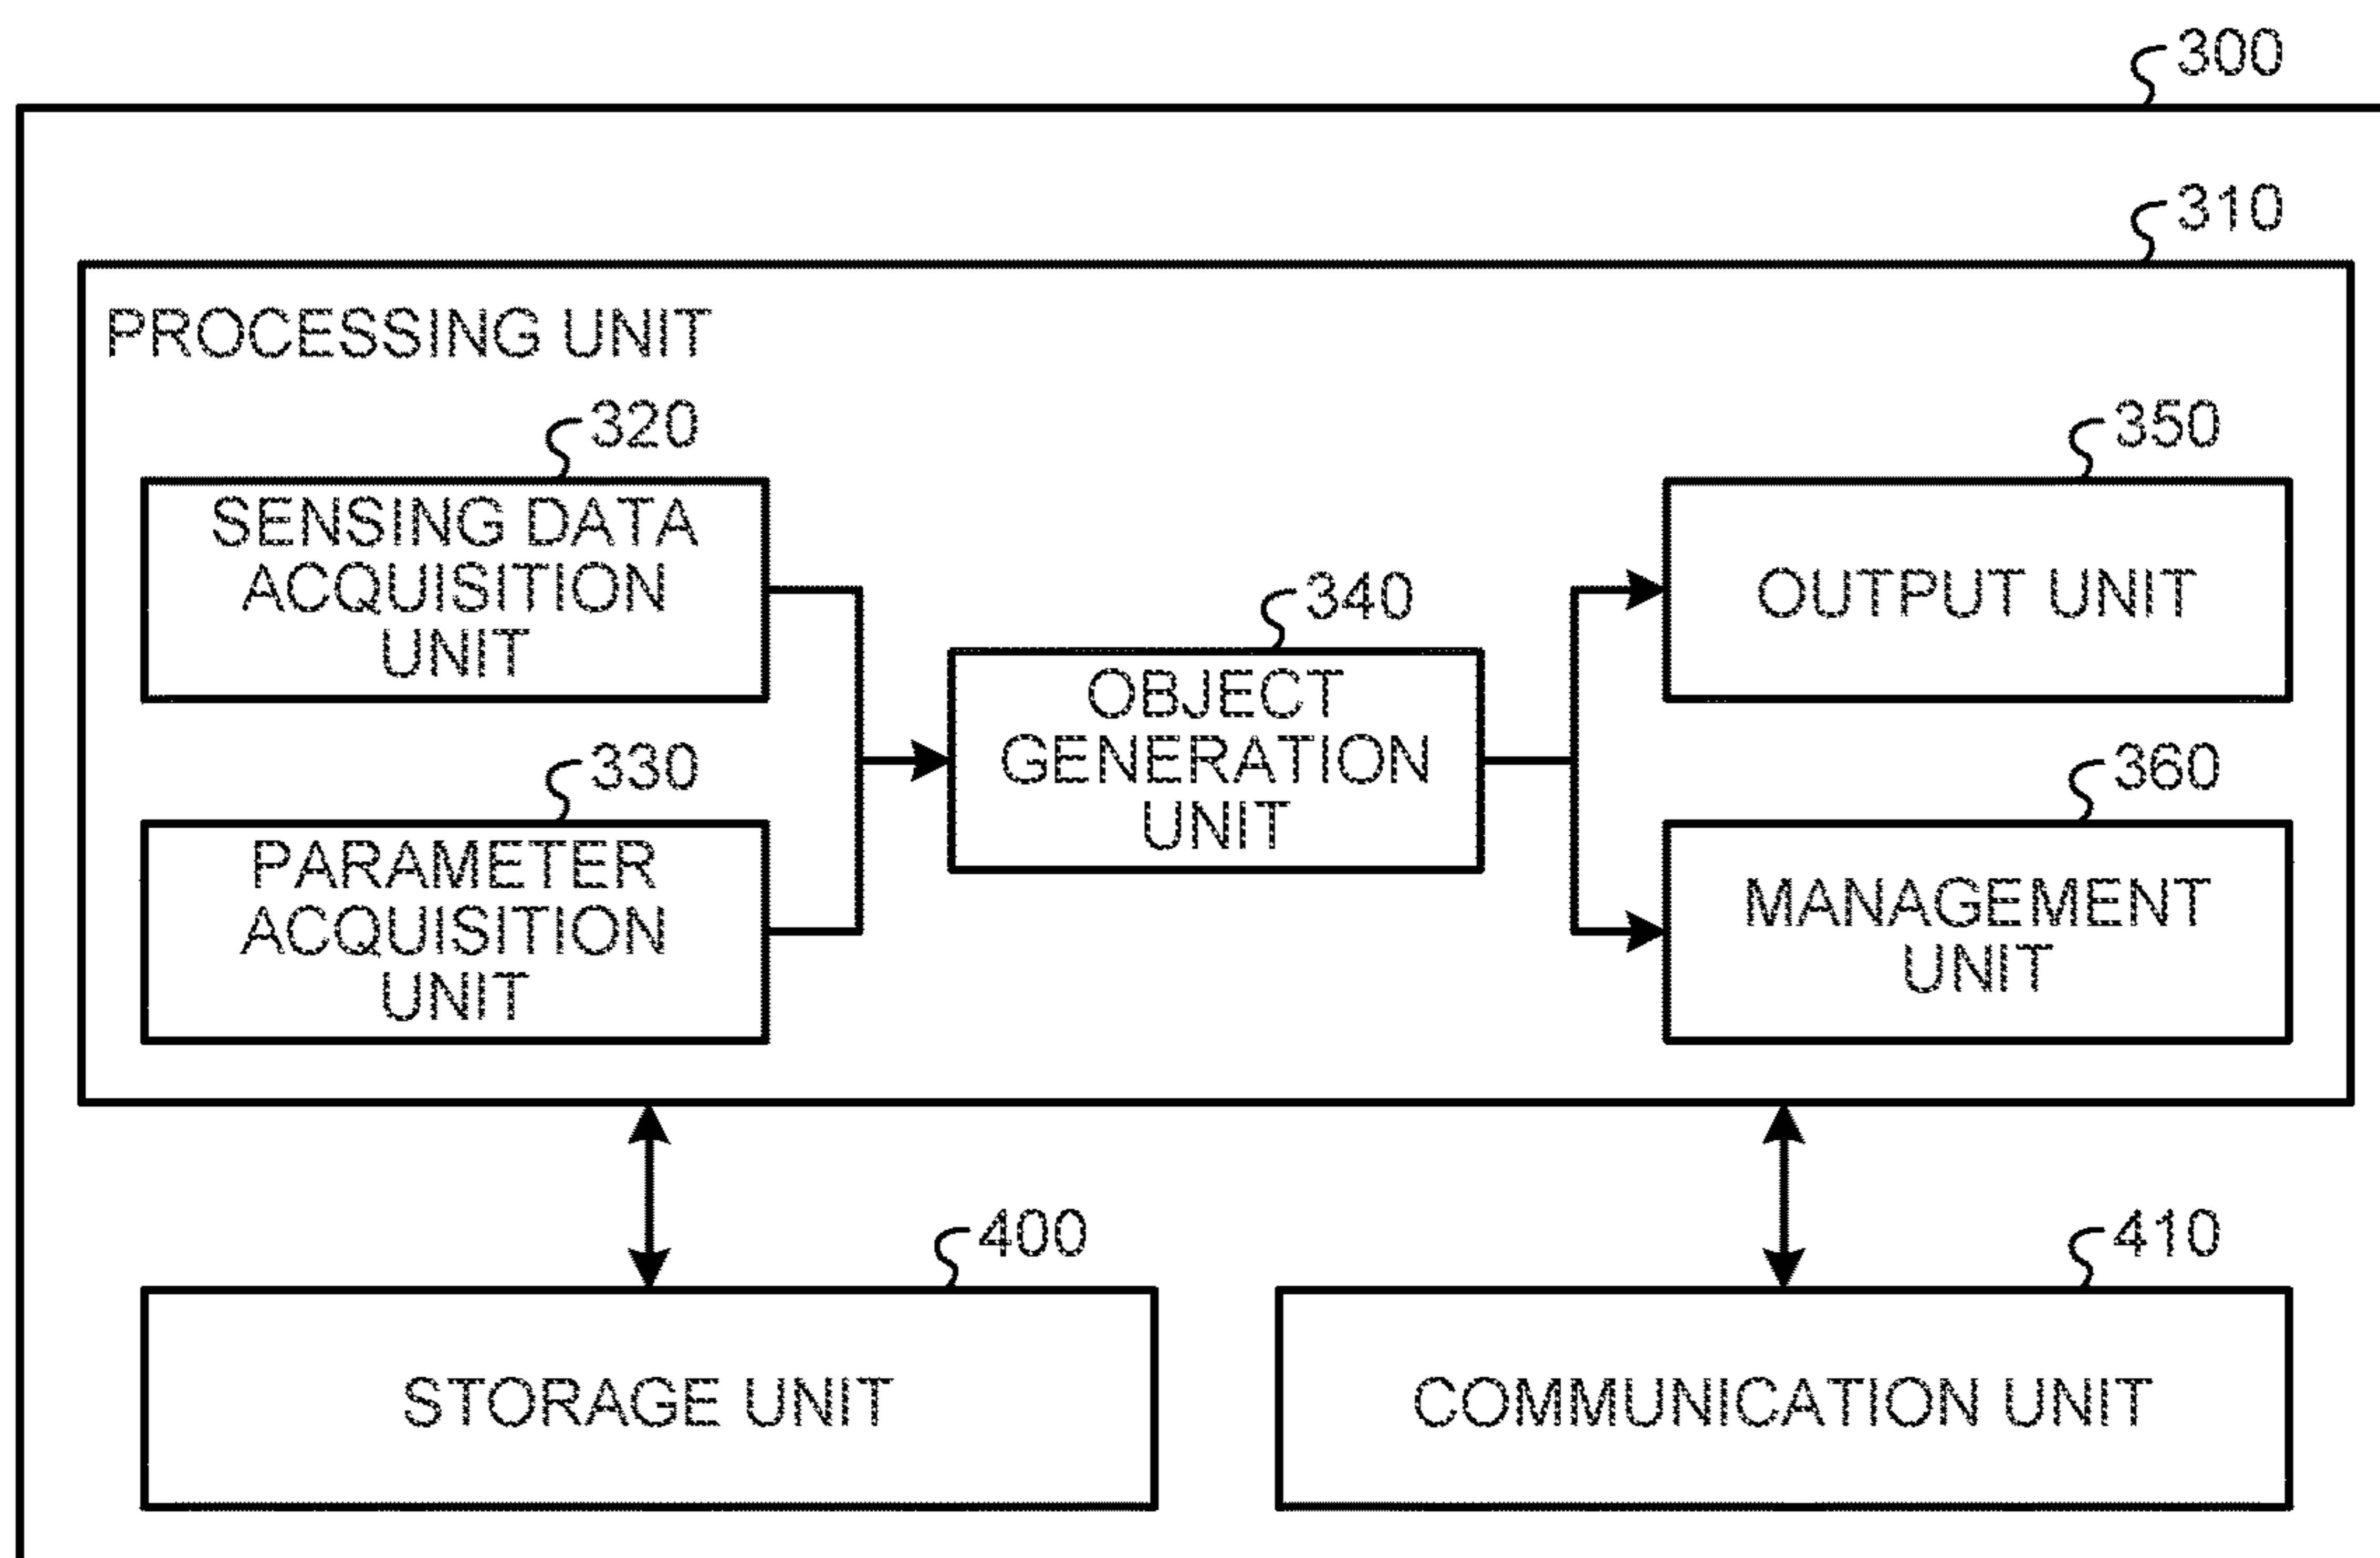 300
310
PROCESSING UNIT
320
SENSING DATA
ACQUISITION
UNIT
330
PARAMETER
ACQUISITION
UNIT
340
OBJECT
GENERATION
UNIT
350
OUTPUT UNIT
360
MANAGEMENT
UNIT
400
STORAGE UNIT
410
COMMUNICATION UNIT